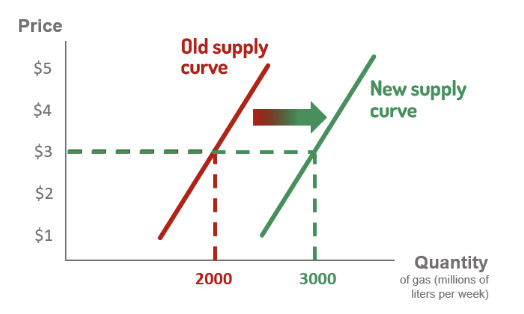 Price
Old supply
curve
$5
New supply
curve
$4
$3
$2
$1
2000
3000
Quantity
of gas (millions of
liters per week)